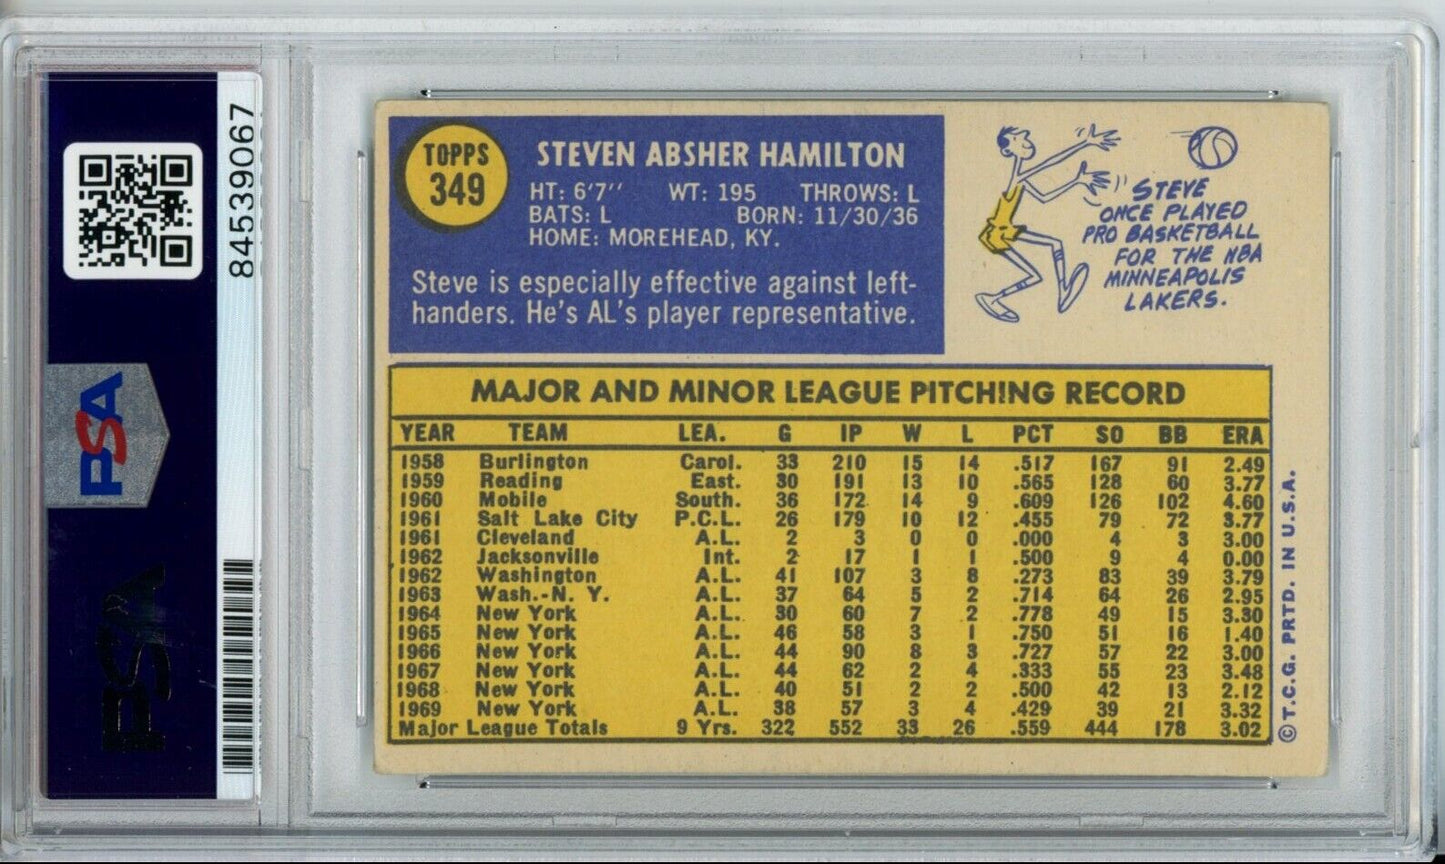 84539067
PSA
PSA
TOPPS
349
STEVEN ABSHER HAMILTON
HT: 6'7'' WT: 195 THROWS: L
BATS: L BORN: 11/30/36
HOME: MOREHEAD, KY.
Steve is especially effective against left-
handers. He's AL's player representative.
STEVE
ONCE PLAYED
PRO BASKETBALL
FOR THE NBA
MINNEAPOLIS
LAKERS.
MAJOR AND MINOR LEAGUE PITCHING RECORD
YEAR TEAM LEA. G IP W L PCT SO BB ERA
1958 Burlington Carol. 33 210 15 14 .517 167 91 2.49
1959 Reading East. 30 191 13 10 .565 128 60 3.77
1960 Mobile South. 36 172 14 9 .609 126 102 4.60
1961 Salt Lake City P.C.L. 26 179 10 12 .455 79 72 3.77
1961 Cleveland A.L. 2 3 0 0 .000 4 3 3.00
1962 Jacksonville Int. 2 17 1 1 .500 9 4 0.00
1962 Washington A.L. 41 107 3 8 .273 83 39 3.79
1963 Wash.-N. Y. A.L. 37 64 5 2 .714 64 26 2.95
1964 New York A.L. 30 60 7 2 .778 49 15 3.30
1965 New York A.L. 46 58 3 1 .750 51 16 1.40
1966 New York A.L. 44 90 8 3 .727 57 22 3.00
1967 New York A.L. 44 62 2 4 .333 55 23 3.48
1968 New York A.L. 40 51 2 2 .500 42 13 2.12
1969 New York A.L. 38 57 3 4 .429 39 21 3.32
Major League Totals 9 Yrs. 322 552 33 26 .559 444 178 3.02
©T.C.G. PRTD. IN U.S.A.